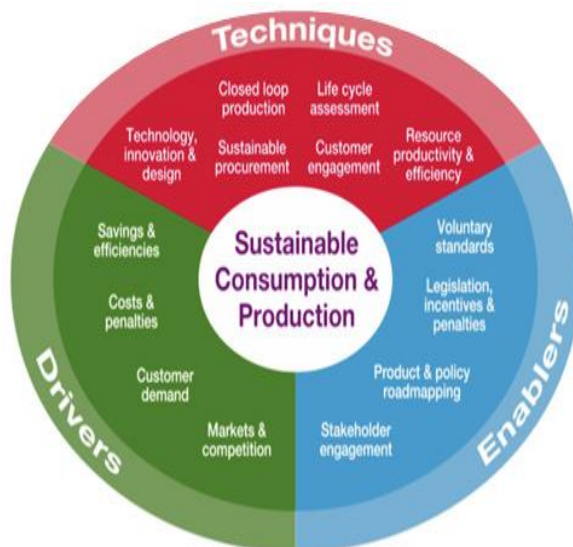 Techniques
Closed loop
production
Life cycle
assessment
Technology,
innovation &
design
Sustainable
procurement
Customer
engagement
Resource
productivity &
efficiency
Sustainable
Consumption &
Production
Savings &
efficiencies
Costs &
penalties
Customer
demand
Markets &
competition
Drivers
Voluntary
standards
Legislation,
incentives &
penalties
Product & policy
roadmapping
Stakeholder
engagement
Enablers